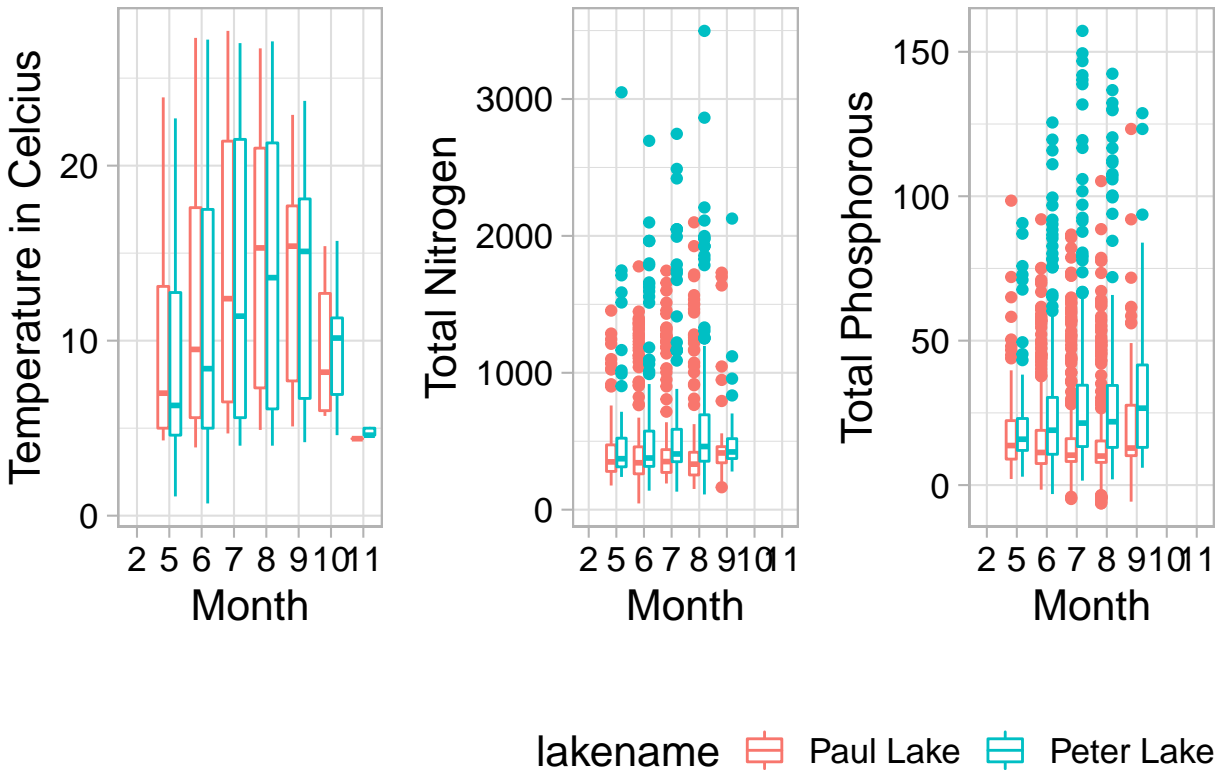 Temperature in Celcius
20
10
0
2 5 6 7 8 9 10 11
Month
Total Nitrogen
3000
2000
1000
0
2 5 6 7 8 9 10 11
Month
Total Phosphorous
150
100
50
0
2 5 6 7 8 9 10 11
Month
lakename Paul Lake Peter Lake